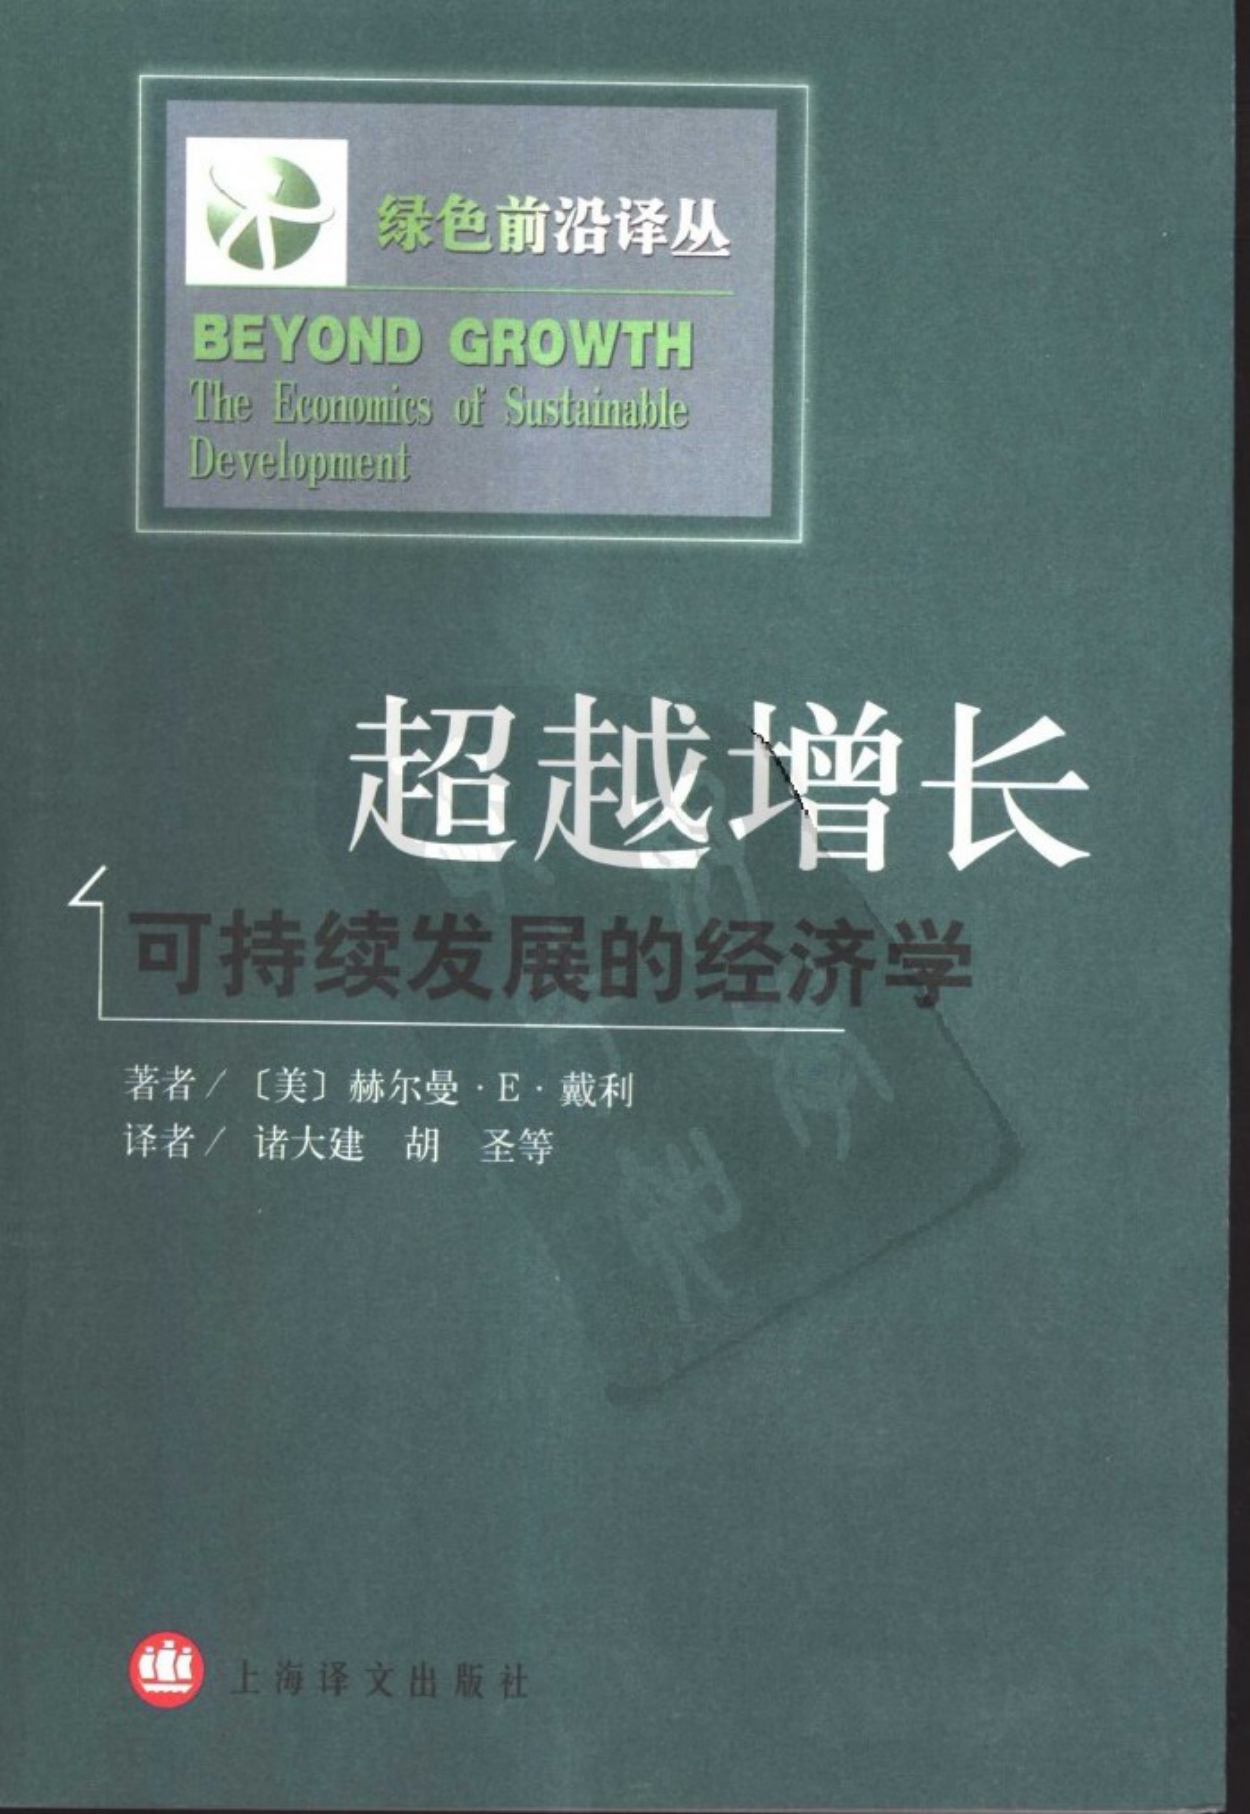 绿色前沿译丛
BEYOND GROWTH
The Economics of Sustainable
Development
超越增长
可持续发展的经济学
著者/〔美〕赫尔曼·E·戴利
译者/ 诸大建 胡 圣等
上海译文出版社